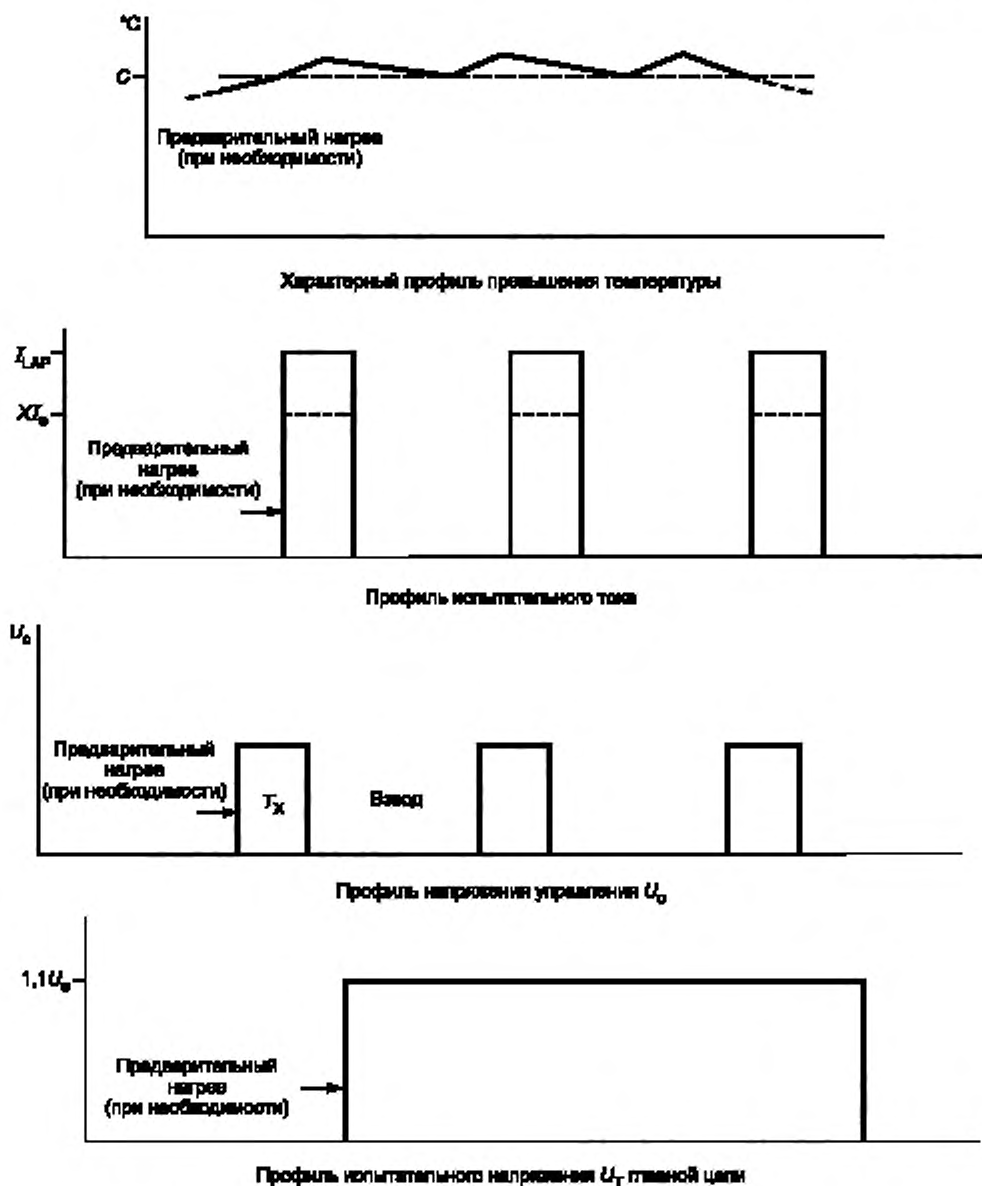 °C
C
Предварительный нагрев
(при необходимости)
Характерный профиль превышения температуры
I_LAP
XI_e
Предварительный
нагрев
(при необходимости)
Профиль испытательного тока
U_c
Предварительный
нагрев
(при необходимости)
T_X
Взвод
Профиль напряжения управления U_c
1,1U_e
Предварительный
нагрев
(при необходимости)
Профиль испытательного напряжения U_T главной цепи